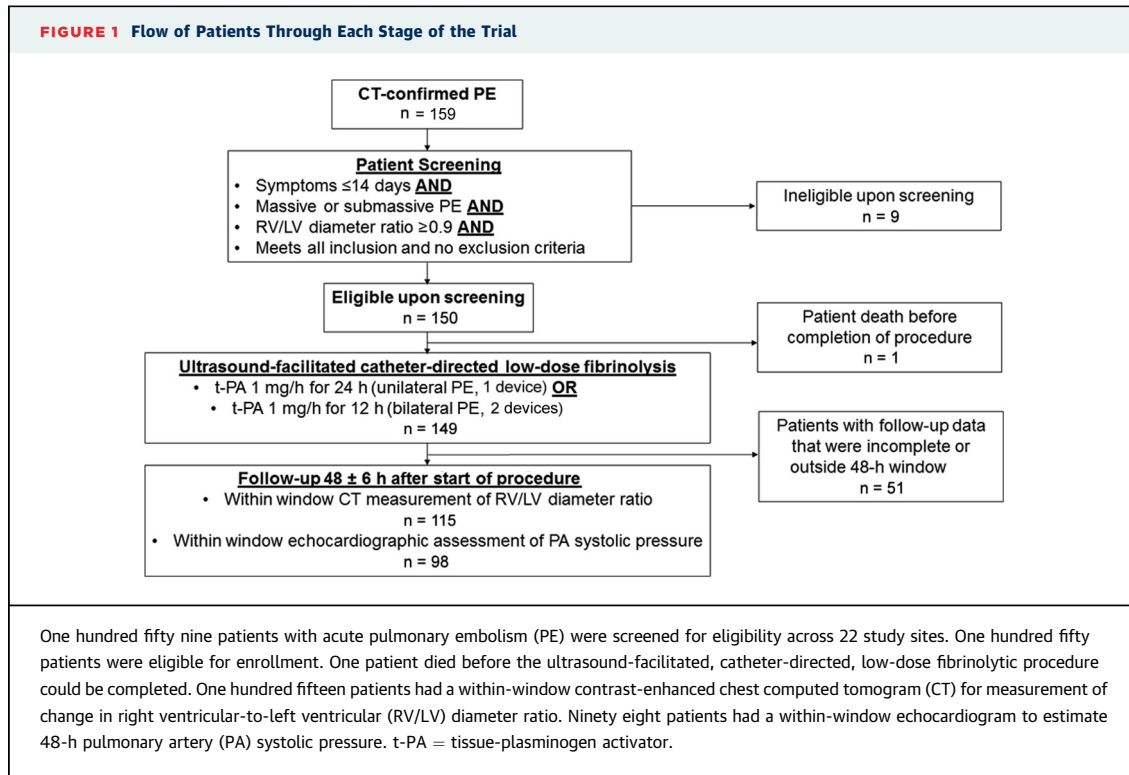 FIGURE 1 Flow of Patients Through Each Stage of the Trial
CT-confirmed PE
n = 159
Patient Screening
• Symptoms ≤14 days AND
• Massive or submassive PE AND
• RV/LV diameter ratio ≥0.9 AND
• Meets all inclusion and no exclusion criteria
Ineligible upon screening
n = 9
Eligible upon screening
n = 150
Patient death before
completion of procedure
n = 1
Ultrasound-facilitated catheter-directed low-dose fibrinolysis
• t-PA 1 mg/h for 24 h (unilateral PE, 1 device) OR
• t-PA 1 mg/h for 12 h (bilateral PE, 2 devices)
n = 149
Patients with follow-up data
that were incomplete or
outside 48-h window
n = 51
Follow-up 48 ± 6 h after start of procedure
• Within window CT measurement of RV/LV diameter ratio
n = 115
• Within window echocardiographic assessment of PA systolic pressure
n = 98
One hundred fifty nine patients with acute pulmonary embolism (PE) were screened for eligibility across 22 study sites. One hundred fifty
patients were eligible for enrollment. One patient died before the ultrasound-facilitated, catheter-directed, low-dose fibrinolytic procedure
could be completed. One hundred fifteen patients had a within-window contrast-enhanced chest computed tomogram (CT) for measurement of
change in right ventricular-to-left ventricular (RV/LV) diameter ratio. Ninety eight patients had a within-window echocardiogram to estimate
48-h pulmonary artery (PA) systolic pressure. t-PA = tissue-plasminogen activator.